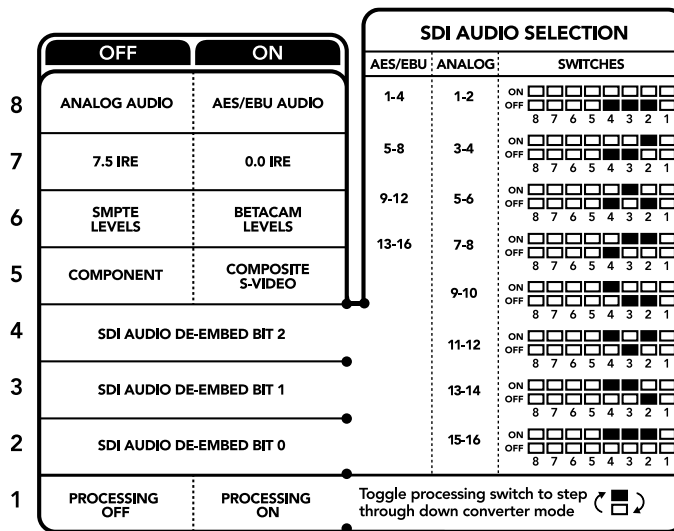 OFF ON
8 ANALOG AUDIO AES/EBU AUDIO
7 7.5 IRE 0.0 IRE
6 SMPTE LEVELS BETACAM LEVELS
5 COMPONENT COMPOSITE S-VIDEO
4 SDI AUDIO DE-EMBED BIT 2
3 SDI AUDIO DE-EMBED BIT 1
2 SDI AUDIO DE-EMBED BIT 0
1 PROCESSING OFF PROCESSING ON
SDI AUDIO SELECTION
AES/EBU ANALOG SWITCHES
1-4 1-2 ON
OFF
8 7 6 5 4 3 2 1
5-8 3-4 ON
OFF
8 7 6 5 4 3 2 1
9-12 5-6 ON
OFF
8 7 6 5 4 3 2 1
13-16 7-8 ON
OFF
8 7 6 5 4 3 2 1
9-10 ON
OFF
8 7 6 5 4 3 2 1
11-12 ON
OFF
8 7 6 5 4 3 2 1
13-14 ON
OFF
8 7 6 5 4 3 2 1
15-16 ON
OFF
8 7 6 5 4 3 2 1
Toggle processing switch to step
through down converter mode